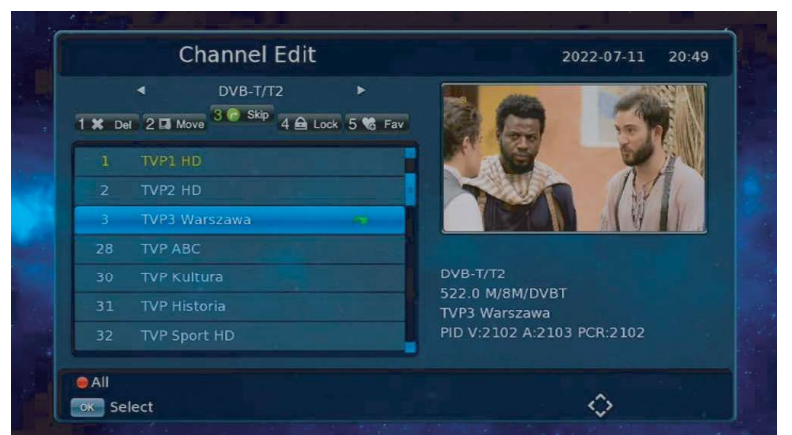 Channel Edit
2022-07-11 20:49
DVB-T/T2
1 Del 2 Move 3 Skip 4 Lock 5 Fav
1 TVP1 HD
2 TVP2 HD
3 TVP3 Warszawa
28 TVP ABC
30 TVP Kultura
31 TVP Historia
32 TVP Sport HD
DVB-T/T2
522.0 M/8M/DVBT
TVP3 Warszawa
PID V:2102 A:2103 PCR:2102
All
OK Select